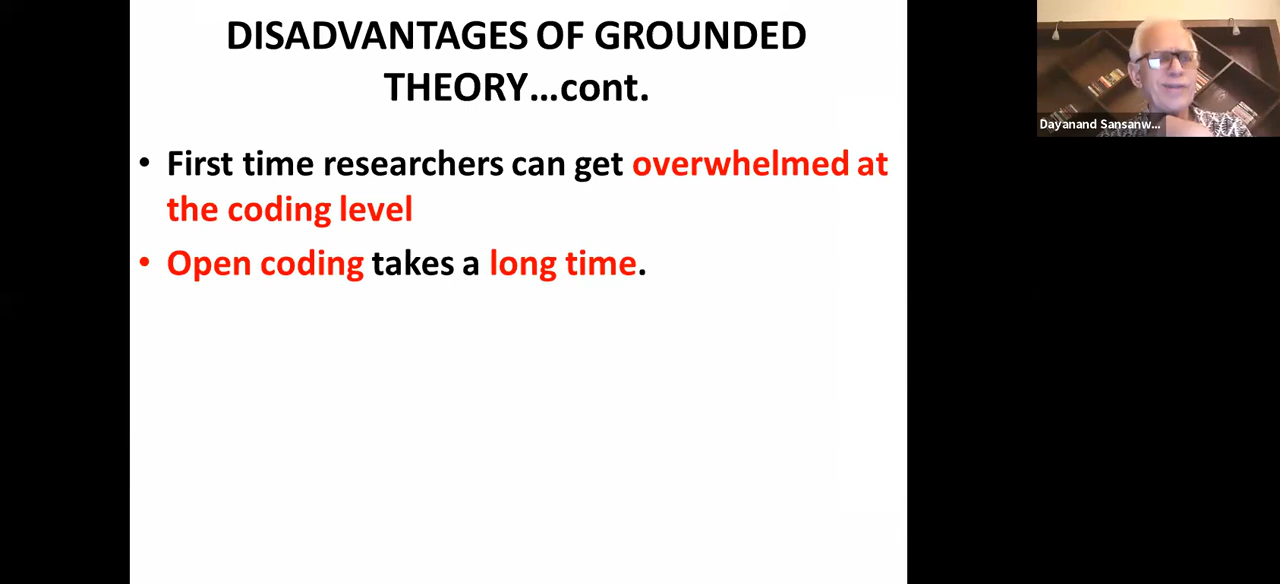 DISADVANTAGES OF GROUNDED
THEORY...cont.
• First time researchers can get overwhelmed at
the coding level
• Open coding takes a long time.
Dayanand Sansanw...